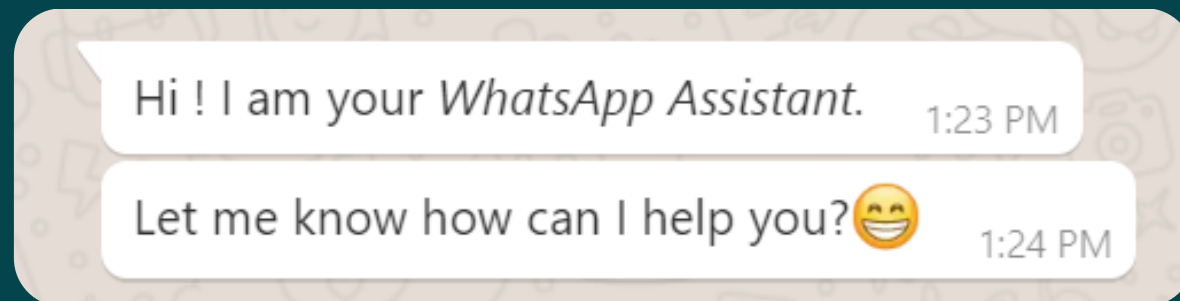 Hi ! I am your WhatsApp Assistant.
1:23 PM
Let me know how can I help you?😁
1:24 PM